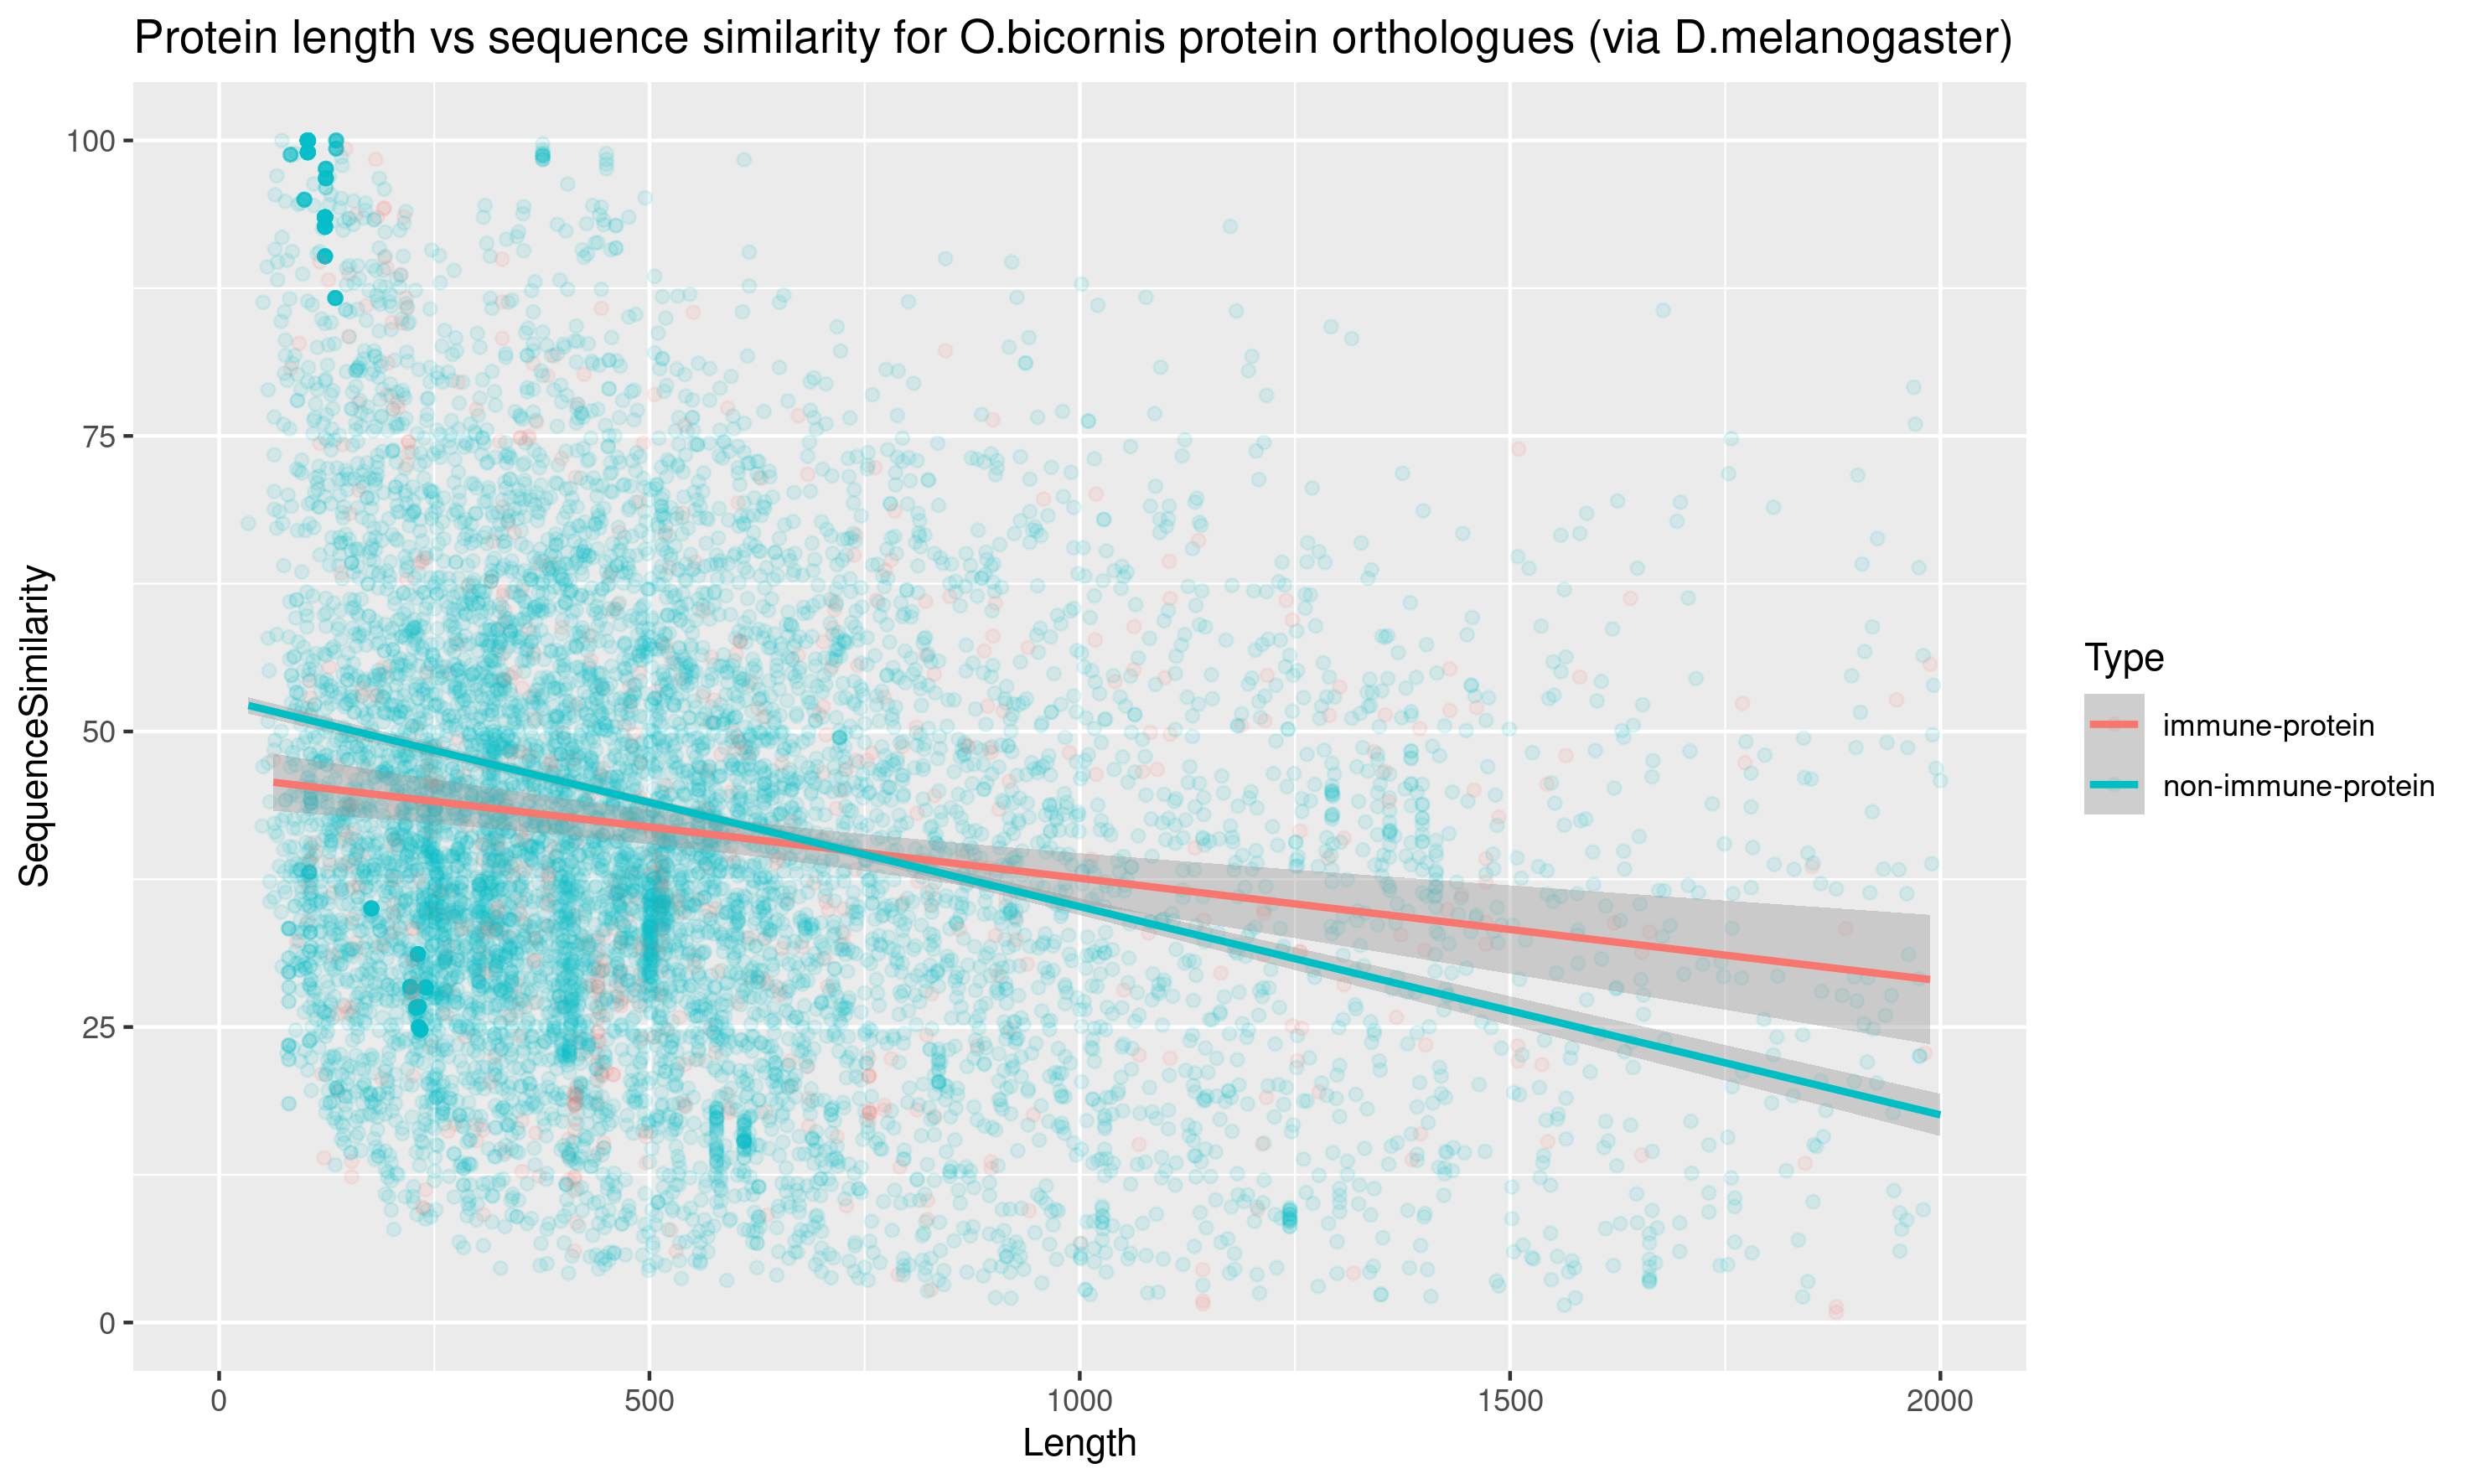 Protein length vs sequence similarity for O.bicornis protein orthologues (via D.melanogaster)
100
75
50
25
0
SequenceSimilarity
0 500 1000 1500 2000
Length
Type
immune-protein
non-immune-protein